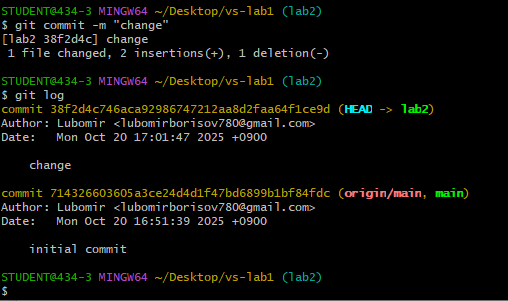 STUDENT@434-3 MINGW64 ~/Desktop/vs-lab1 (lab2)
$ git commit -m "change"
[lab2 38f2d4c] change
 1 file changed, 2 insertions(+), 1 deletion(-)

STUDENT@434-3 MINGW64 ~/Desktop/vs-lab1 (lab2)
$ git log
commit 38f2d4c746aca92986747212aa8d2faa64f1ce9d (HEAD -> lab2)
Author: Lubomir <lubomirborisov780@gmail.com>
Date:   Mon Oct 20 17:01:47 2025 +0900

    change

commit 714326603605a3ce24d4d1f47bd6899b1bf84fdc (origin/main, main)
Author: Lubomir <lubomirborisov780@gmail.com>
Date:   Mon Oct 20 16:51:39 2025 +0900

    initial commit

STUDENT@434-3 MINGW64 ~/Desktop/vs-lab1 (lab2)
$